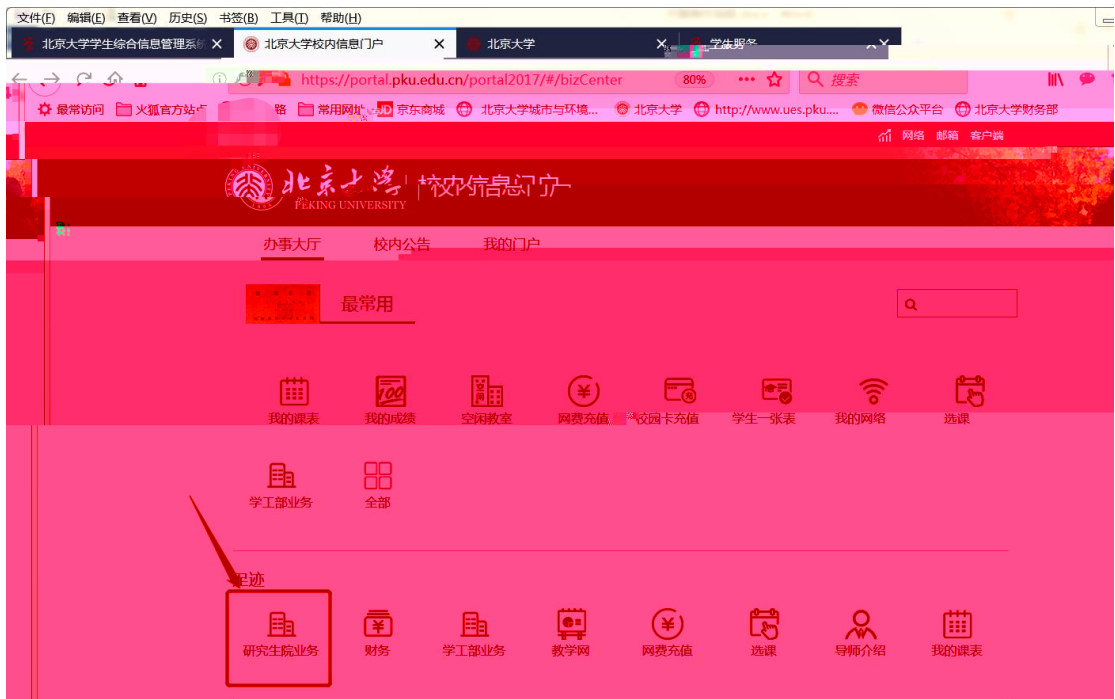 文件(F) 编辑(E) 查看(V) 历史(S) 书签(B) 工具(T) 帮助(H)
北京大学学生综合信息管理系统 北京大学校内信息门户 北京大学 学生服务
https://portal.pku.edu.cn/portal2017/#/bizCenter 80% 搜索
最常访问 火狐官方站点 路 常用网址 京东商城 北京大学城市与环境... 北京大学 http://www.ues.pku.... 微信公众平台 北京大学财务部
网络 邮箱 客户端
北京大学 校内信息门户
PEKING UNIVERSITY
办事大厅 校内公告 我的门户
最常用
我的课表 我的成绩 空闲教室 网费充值 校园卡充值 学生一张表 我的网络 选课
学工部业务 全部
足迹
研究生院业务 财务 学工部业务 教学网 网费充值 选课 导师介绍 我的课表